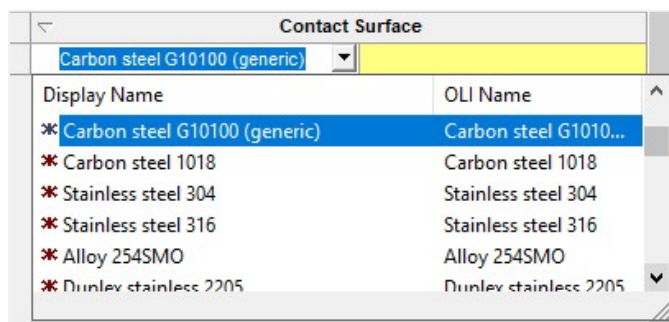 Contact Surface
Carbon steel G10100 (generic)
Display Name OLI Name
Carbon steel G10100 (generic) Carbon steel G1010...
Carbon steel 1018 Carbon steel 1018
Stainless steel 304 Stainless steel 304
Stainless steel 316 Stainless steel 316
Alloy 254SMO Alloy 254SMO
Duplex stainless 2205 Duplex stainless 2205